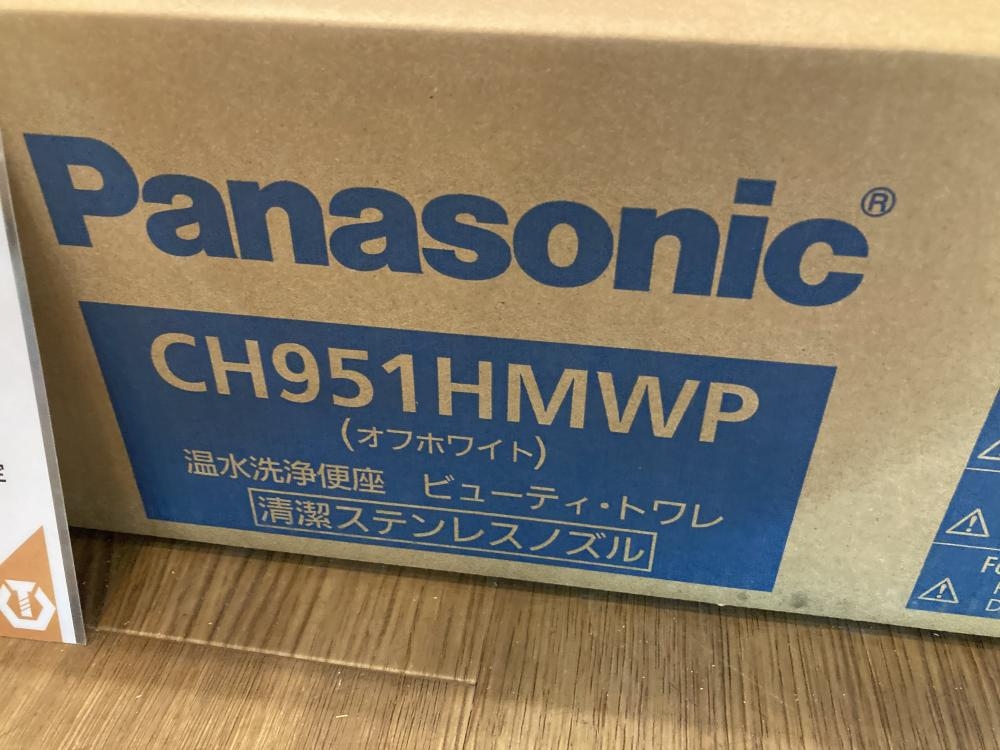 Panasonic®
CH951HMWP
(オフホワイト)
温水洗浄便座 ビューティ・トワレ
清潔ステンレスノズル